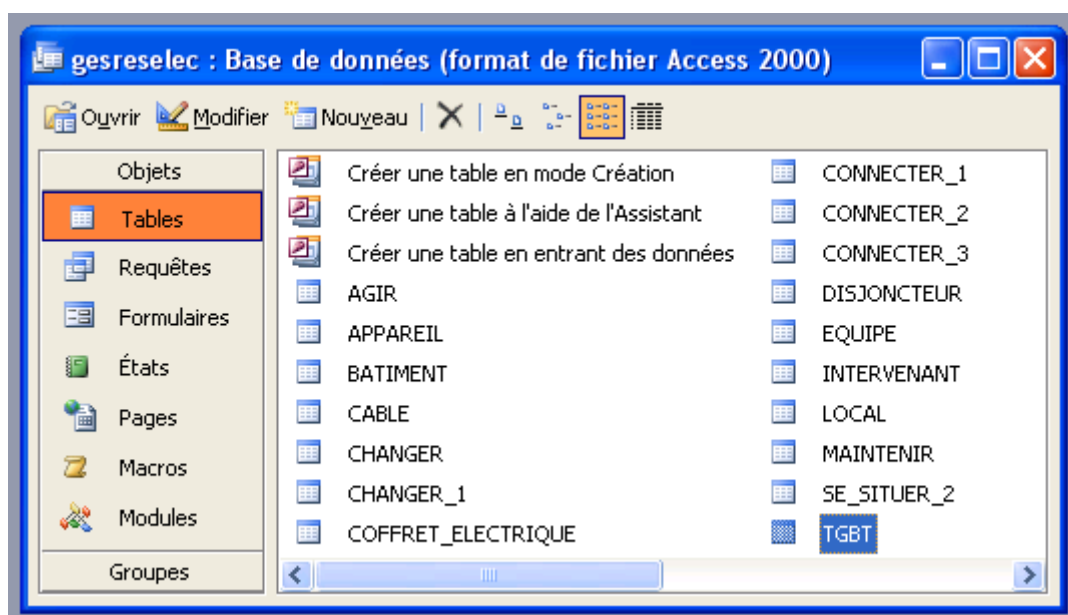 gesreselec : Base de données (format de fichier Access 2000)
Ouvrir Modifier Nouveau
Objets
Tables
Requêtes
Formulaires
États
Pages
Macros
Modules
Groupes
Créer une table en mode Création
Créer une table à l'aide de l'Assistant
Créer une table en entrant des données
AGIR
APPAREIL
BATIMENT
CABLE
CHANGER
CHANGER_1
COFFRET_ELECTRIQUE
CONNECTER_1
CONNECTER_2
CONNECTER_3
DISJONCTEUR
EQUIPE
INTERVENANT
LOCAL
MAINTENIR
SE_SITUER_2
TGBT